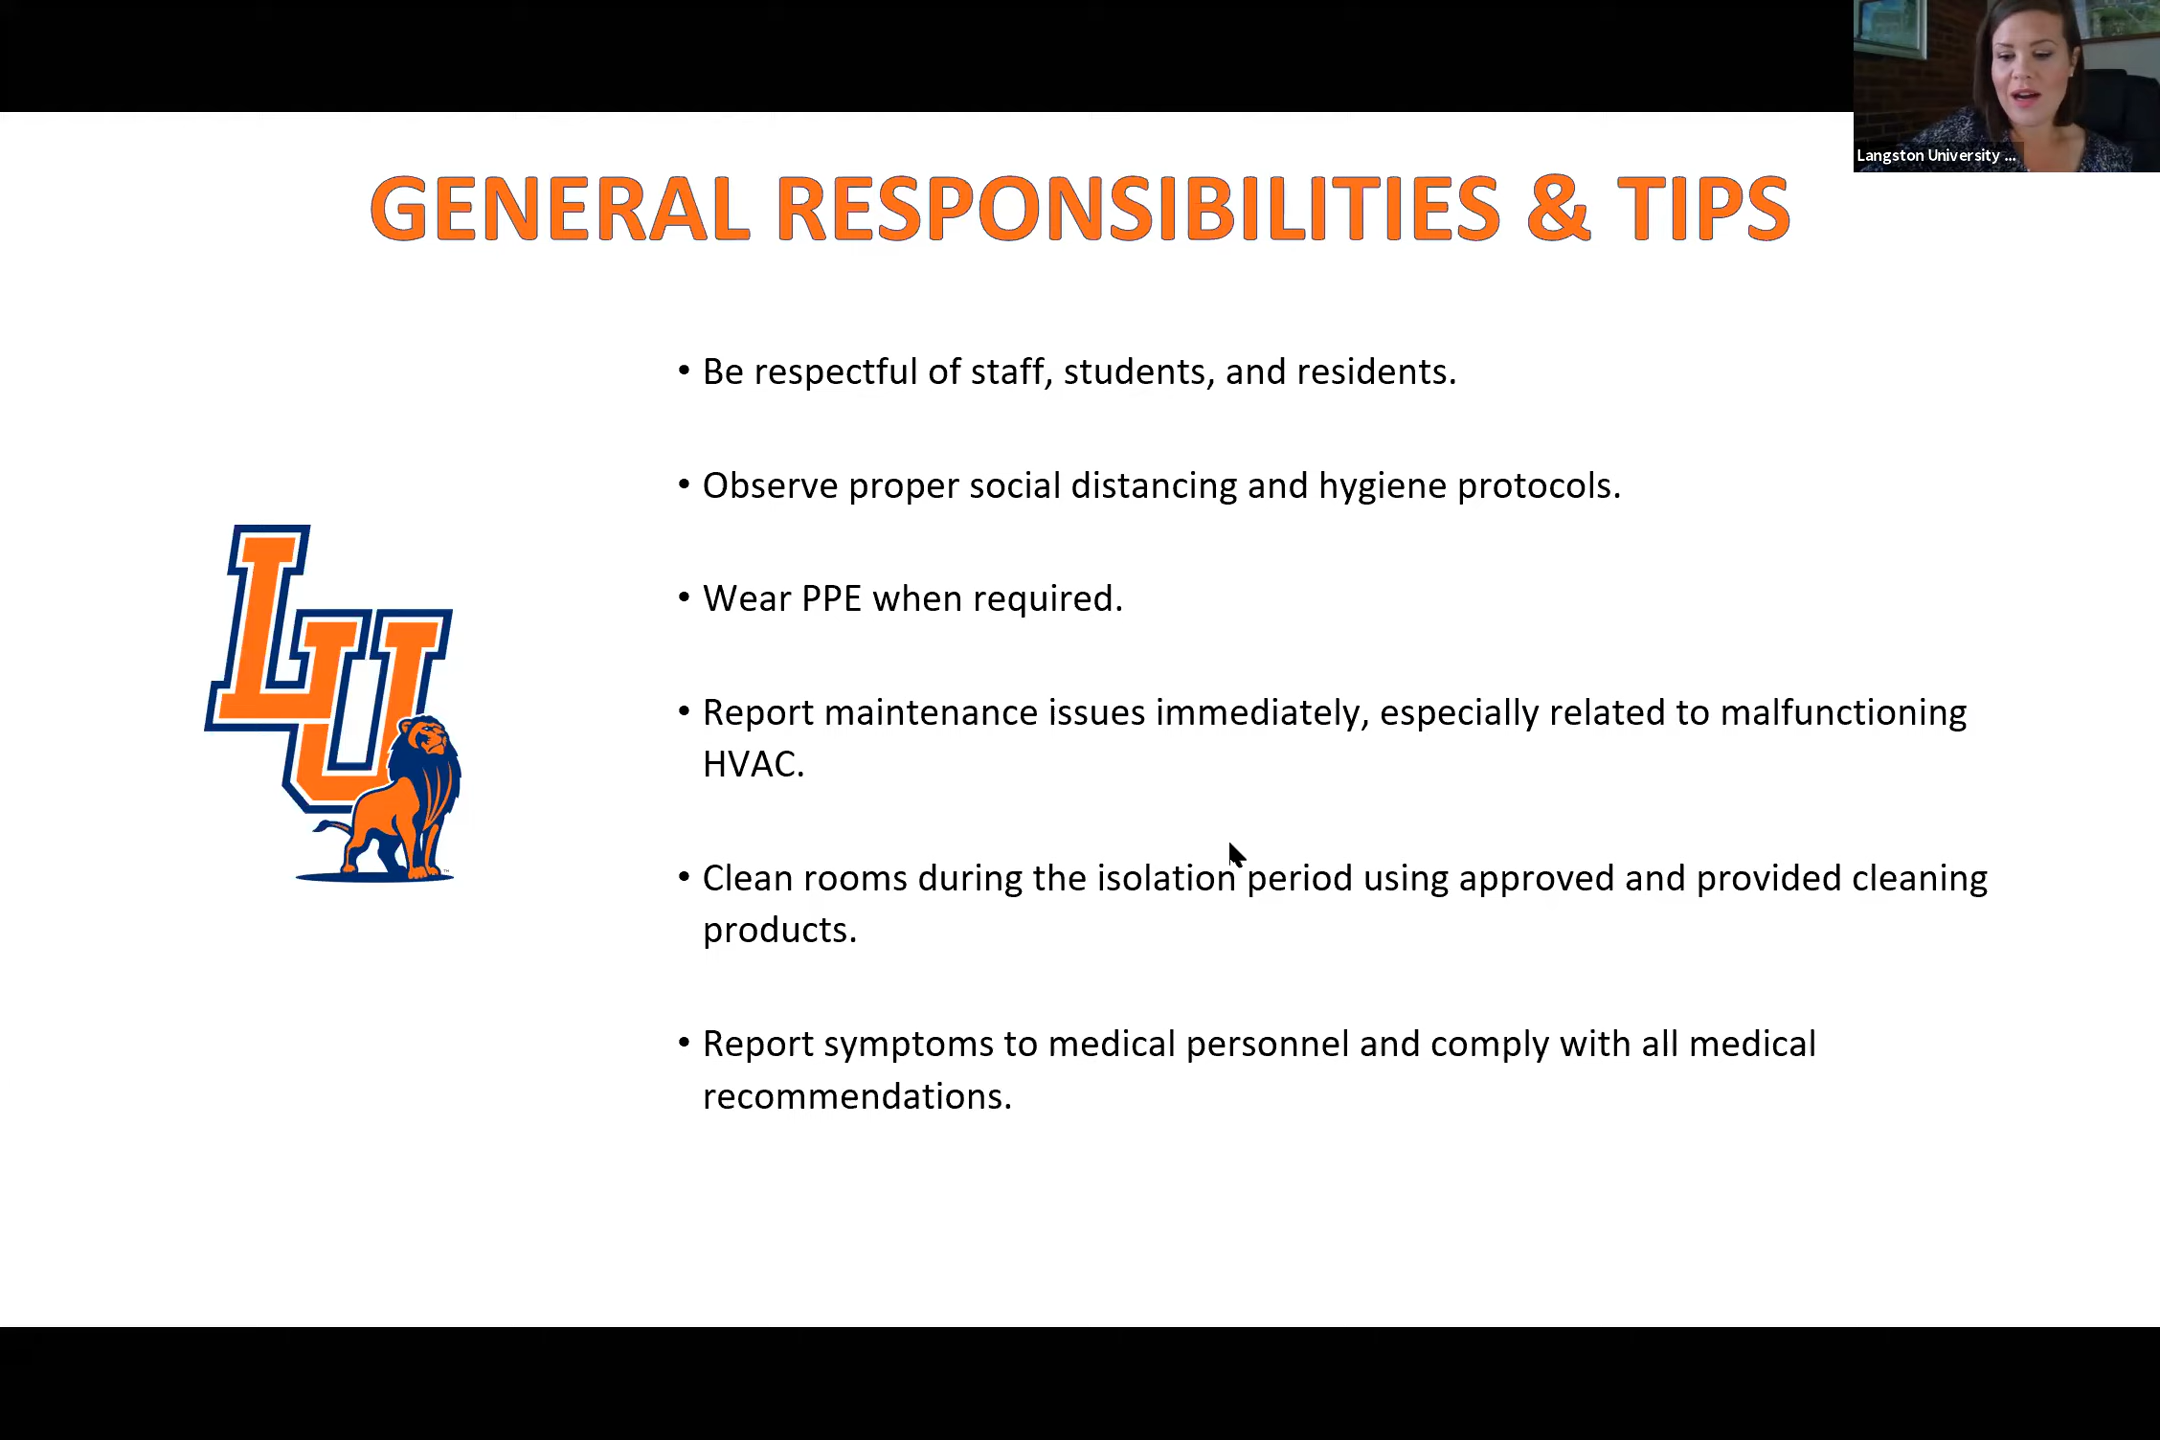 Langston University ...
GENERAL RESPONSIBILITIES & TIPS
• Be respectful of staff, students, and residents.
• Observe proper social distancing and hygiene protocols.
• Wear PPE when required.
• Report maintenance issues immediately, especially related to malfunctioning
HVAC.
• Clean rooms during the isolation period using approved and provided cleaning
products.
• Report symptoms to medical personnel and comply with all medical
recommendations.
LU